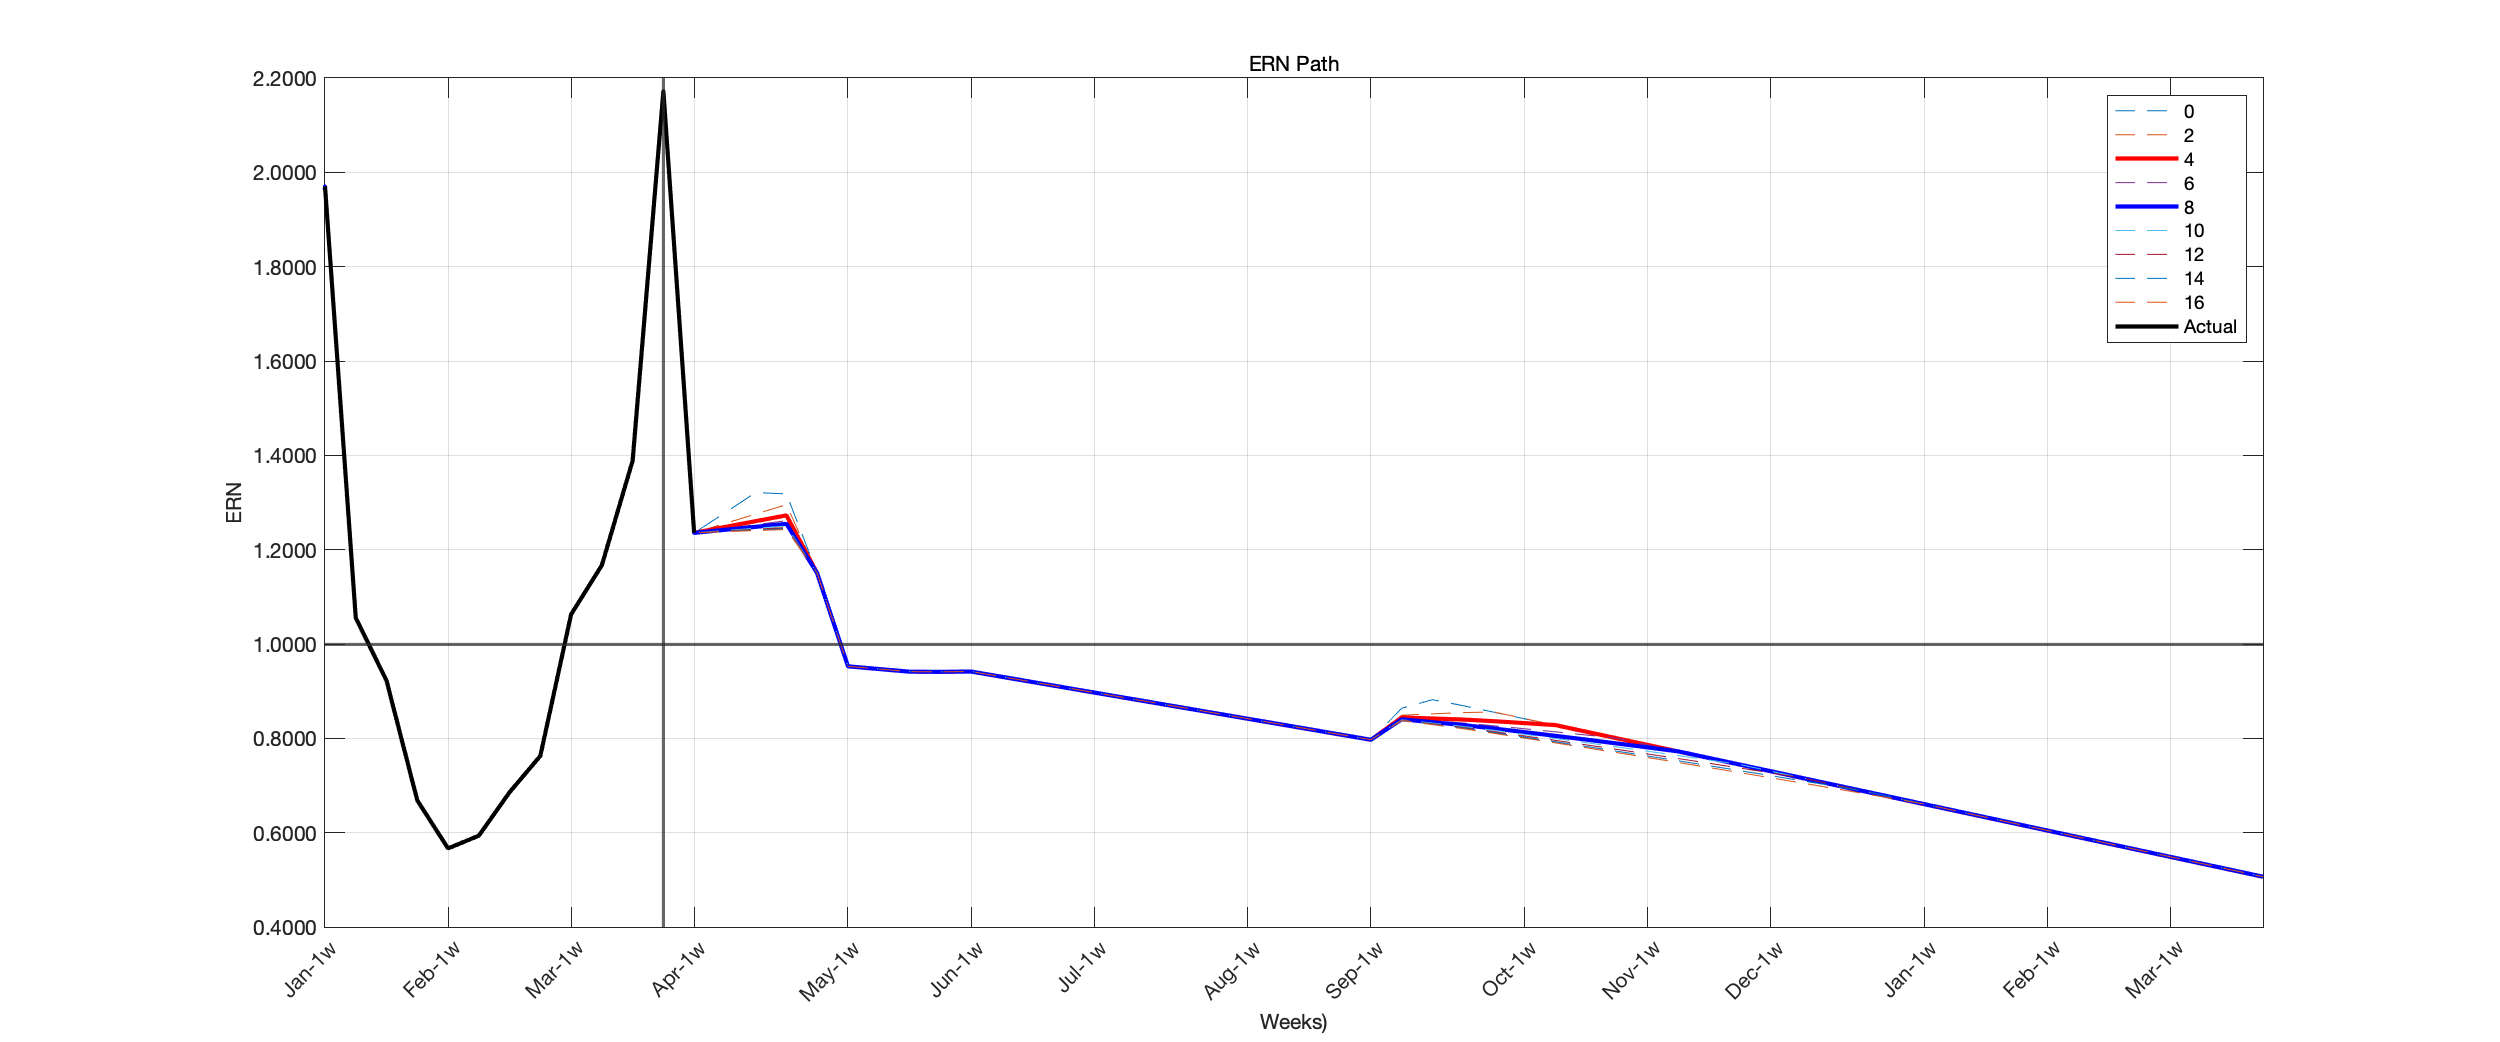 ERN Path
2.2000
2.0000
1.8000
1.6000
1.4000
1.2000
1.0000
0.8000
0.6000
0.4000
ERN
0
2
4
6
8
10
12
14
16
Actual
Jan-1w
Feb-1w
Mar-1w
Apr-1w
May-1w
Jun-1w
Jul-1w
Aug-1w
Sep-1w
Oct-1w
Nov-1w
Dec-1w
Jan-1w
Feb-1w
Mar-1w
Weeks)